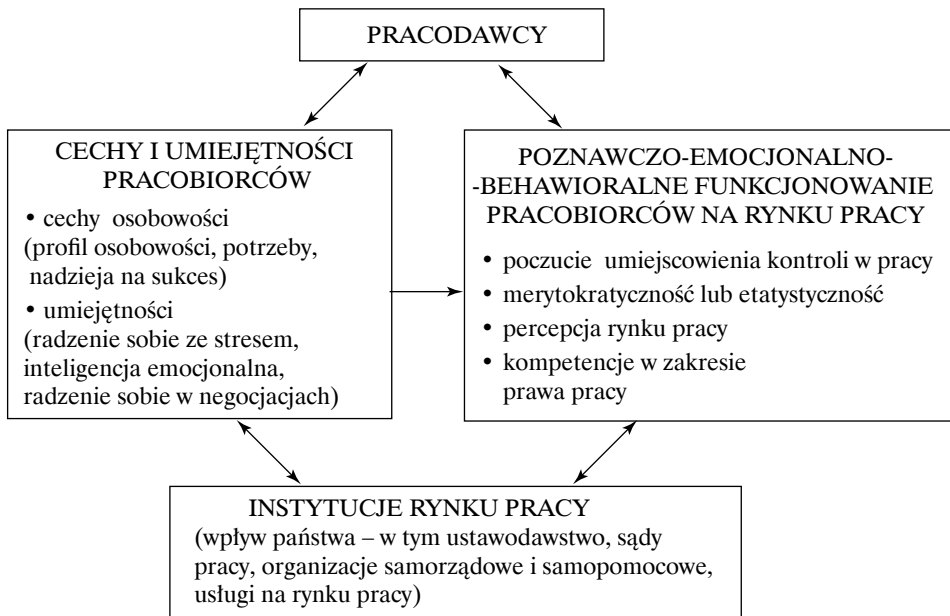 PRACODAWCY
CECHY I UMIEJĘTNOŚCI
PRACOBIORCÓW
• cechy osobowości
(profil osobowości, potrzeby,
nadzieja na sukces)
• umiejętności
(radzenie sobie ze stresem,
inteligencja emocjonalna,
radzenie sobie w negocjacjach)
POZNAWCZO-EMOCJONALNO-
-BEHAWIORALNE FUNKCJONOWANIE
PRACOBIORCÓW NA RYNKU PRACY
• poczucie umiejscowienia kontroli w pracy
• merytokratyczność lub etatystyczność
• percepcja rynku pracy
• kompetencje w zakresie
prawa pracy
INSTYTUCJE RYNKU PRACY
(wpływ państwa – w tym ustawodawstwo, sądy
pracy, organizacje samorządowe i samopomocowe,
usługi na rynku pracy)